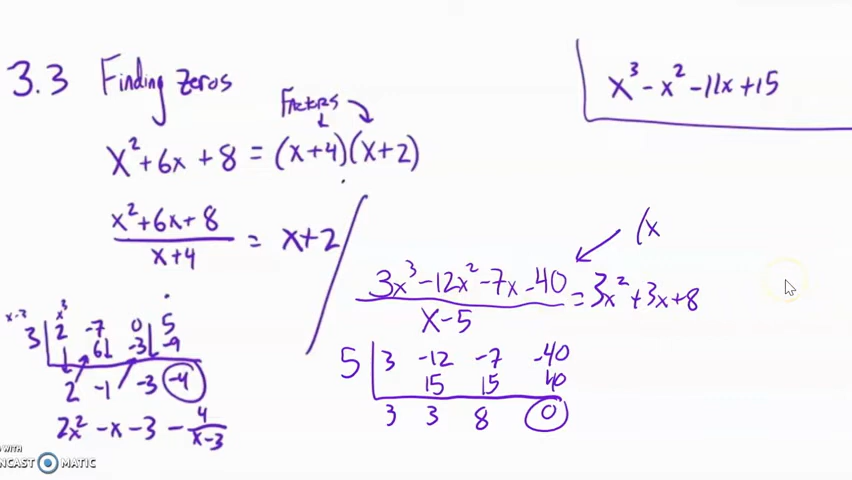 3.3 Finding Zeros
x³ - x² - 11x + 15
Factors
x² + 6x + 8 = (x+4)(x+2)
x² + 6x + 8
x + 4
= x + 2
(x
3x³ - 12x² - 7x - 40
x - 5
= 3x² + 3x + 8
x³
3 2 -7 0 5
6 -3 -9
2 -1 -3 -4
2x² - x - 3 - 4
x - 3
5 3 -12 -7 -40
15 15 40
3 3 8 0
WITH
NCAST MATIC